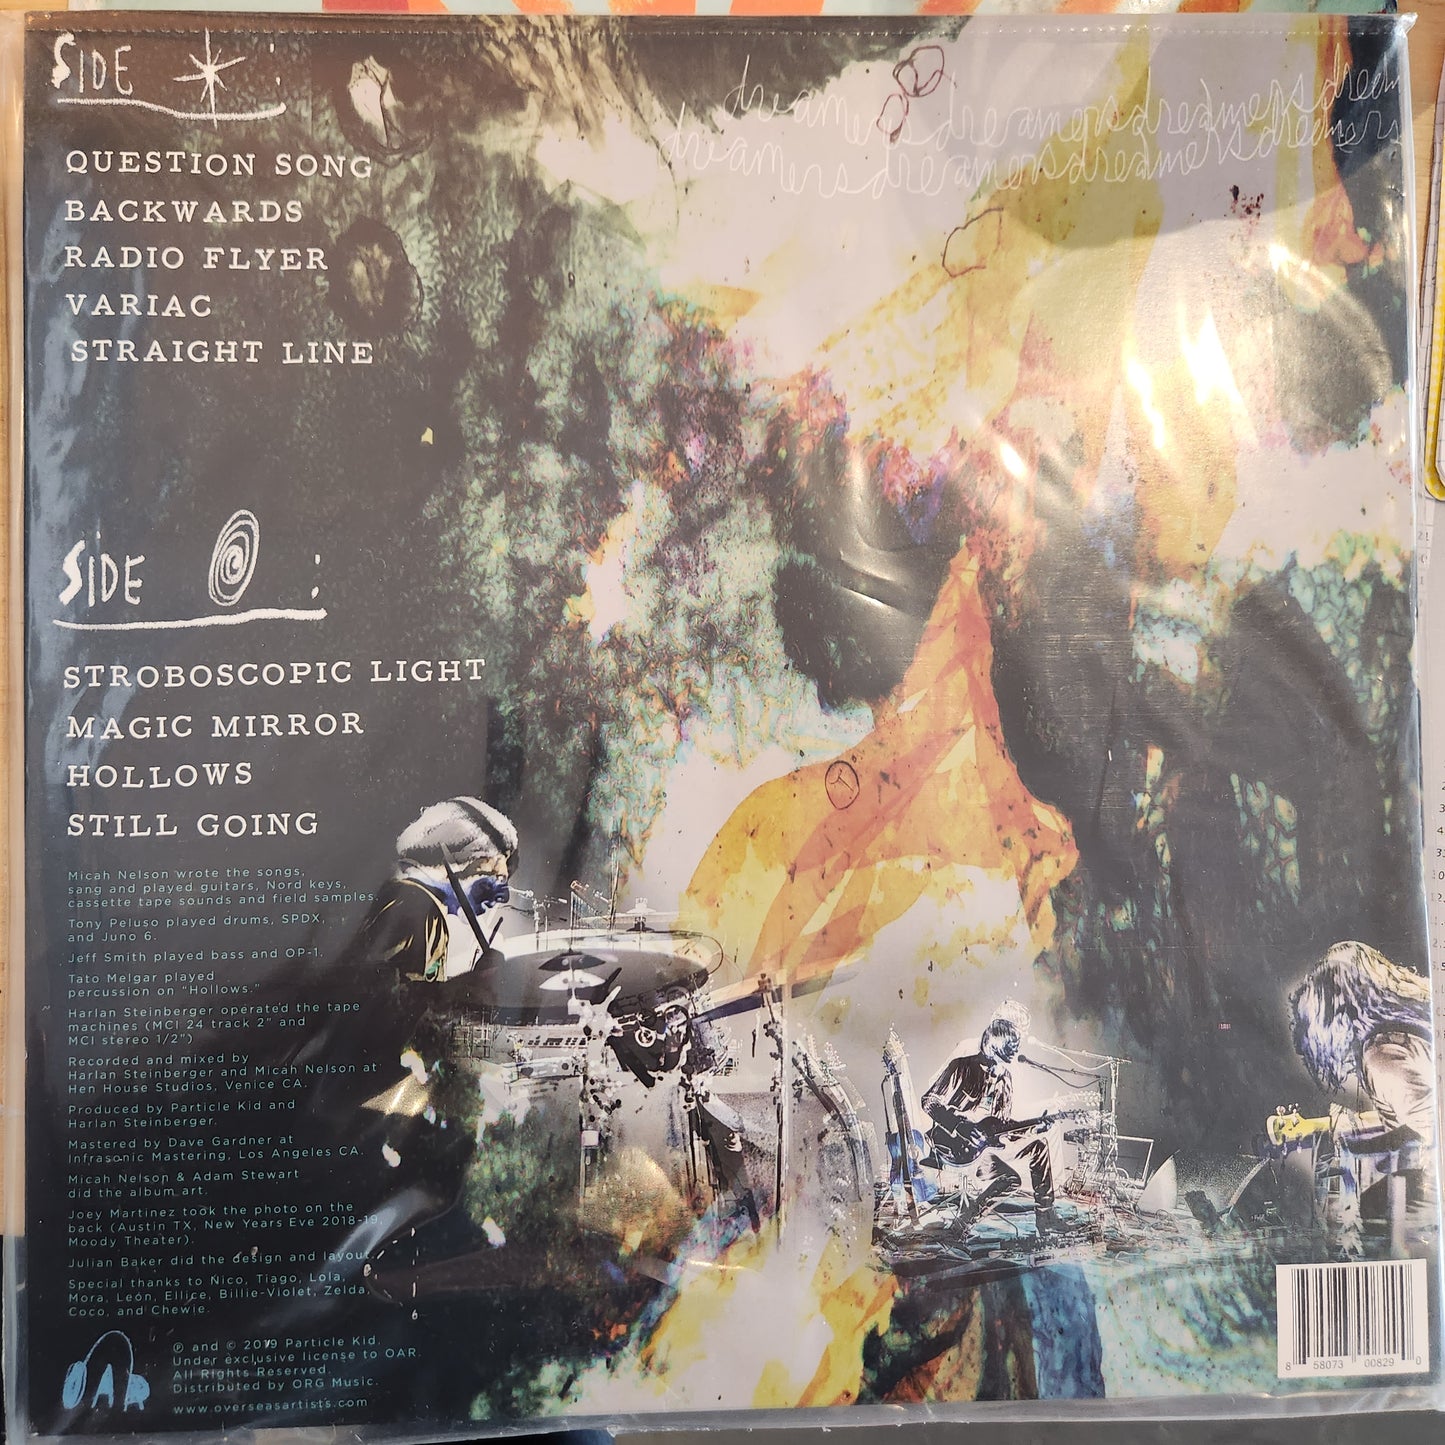 SIDE * :
QUESTION SONG
BACKWARDS
RADIO FLYER
VARIAC
STRAIGHT LINE
dreamersdreamersdreamersdream
dreamersdreamersdreamersdreamers
SIDE :
STROBOSCOPIC LIGHT
MAGIC MIRROR
HOLLOWS
STILL GOING
Micah Nelson wrote the songs,
sang and played guitars, Nord keys,
cassette tape sounds and field samples.
Tony Peluso played drums, SPDX,
and Juno 6.
Jeff Smith played bass and OP-1.
Tato Melgar played
percussion on "Hollows."
Harlan Steinberger operated the tape
machines (MCI 24 track 2" and
MCI stereo 1/2")
Recorded and mixed by
Harlan Steinberger and Micah Nelson at
Hen House Studios, Venice CA.
Produced by Particle Kid and
Harlan Steinberger.
Mastered by Dave Gardner at
Infrasonic Mastering, Los Angeles CA.
Micah Nelson & Adam Stewart
did the album art.
Joey Martinez took the photo on the
back (Austin TX, New Years Eve 2018-19,
Moody Theater).
Julian Baker did the design and layout.
Special thanks to Nico, Tiago, Lola,
Mora, León, Ellice, Billie-Violet, Zelda,
Coco, and Chewie.
OAR
℗ and © 2019 Particle Kid.
Under exclusive license to OAR.
All Rights Reserved.
Distributed by ORG Music.
www.overseasartists.com
8 58073 00829 0